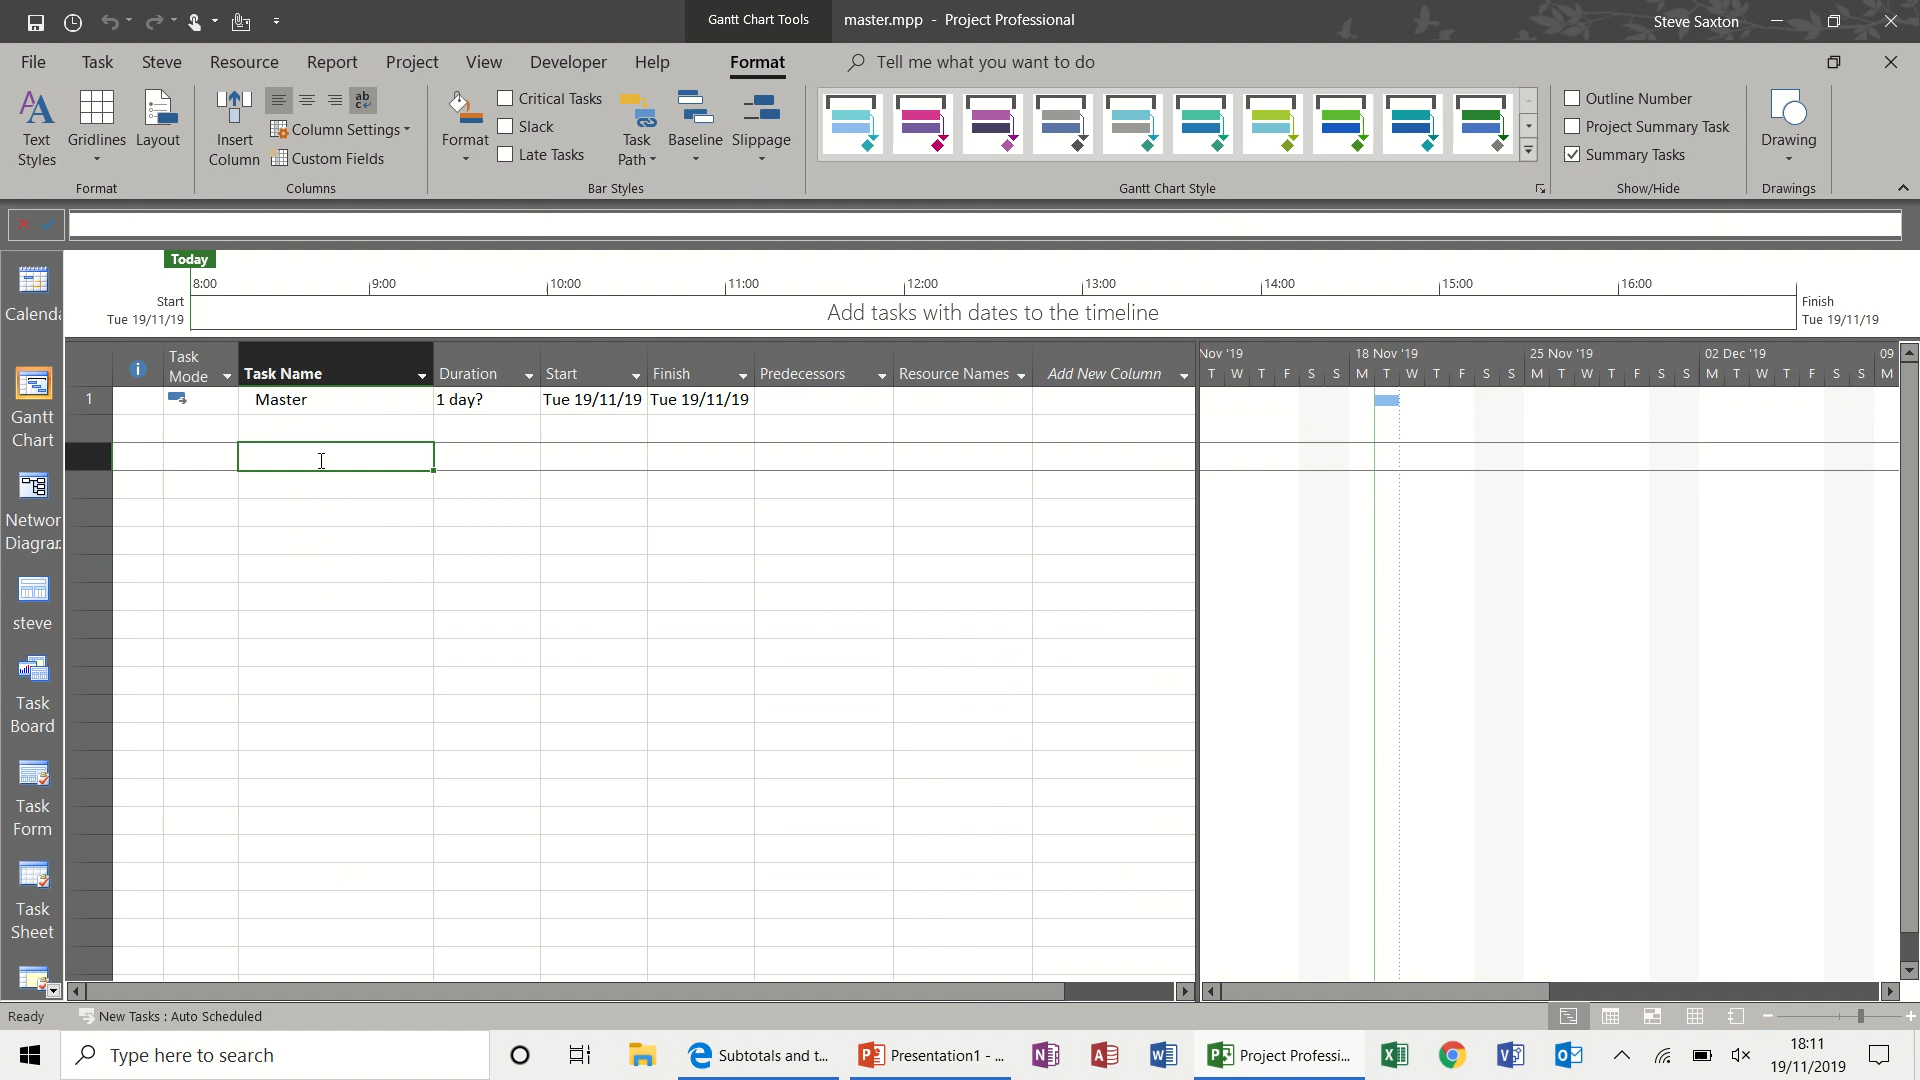 Gantt Chart Tools
master.mpp - Project Professional
Steve Saxton
File Task Steve Resource Report Project View Developer Help Format Tell me what you want to do
Text Styles
Gridlines
Layout
Format
Insert Column
Column Settings
Custom Fields
Columns
Format
Critical Tasks
Slack
Late Tasks
Task Path
Baseline
Slippage
Bar Styles
Gantt Chart Style
Outline Number
Project Summary Task
Summary Tasks
Show/Hide
Drawing
Drawings
Today
8:00 9:00 10:00 11:00 12:00 13:00 14:00 15:00 16:00
Start
Tue 19/11/19
Add tasks with dates to the timeline
Finish
Tue 19/11/19
Calenda
Gantt Chart
Networ
Diagrar
steve
Task Board
Task Form
Task Sheet
Task Mode
Task Name Duration Start Finish Predecessors Resource Names Add New Column
Nov '19 18 Nov '19 25 Nov '19 02 Dec '19 09
T W T F S S M T W T F S S M T W T F S S M T W T F S S M
1 Master 1 day? Tue 19/11/19 Tue 19/11/19
Ready New Tasks : Auto Scheduled
Type here to search
Subtotals and t...
Presentation1 - ...
Project Professi...
18:11
19/11/2019